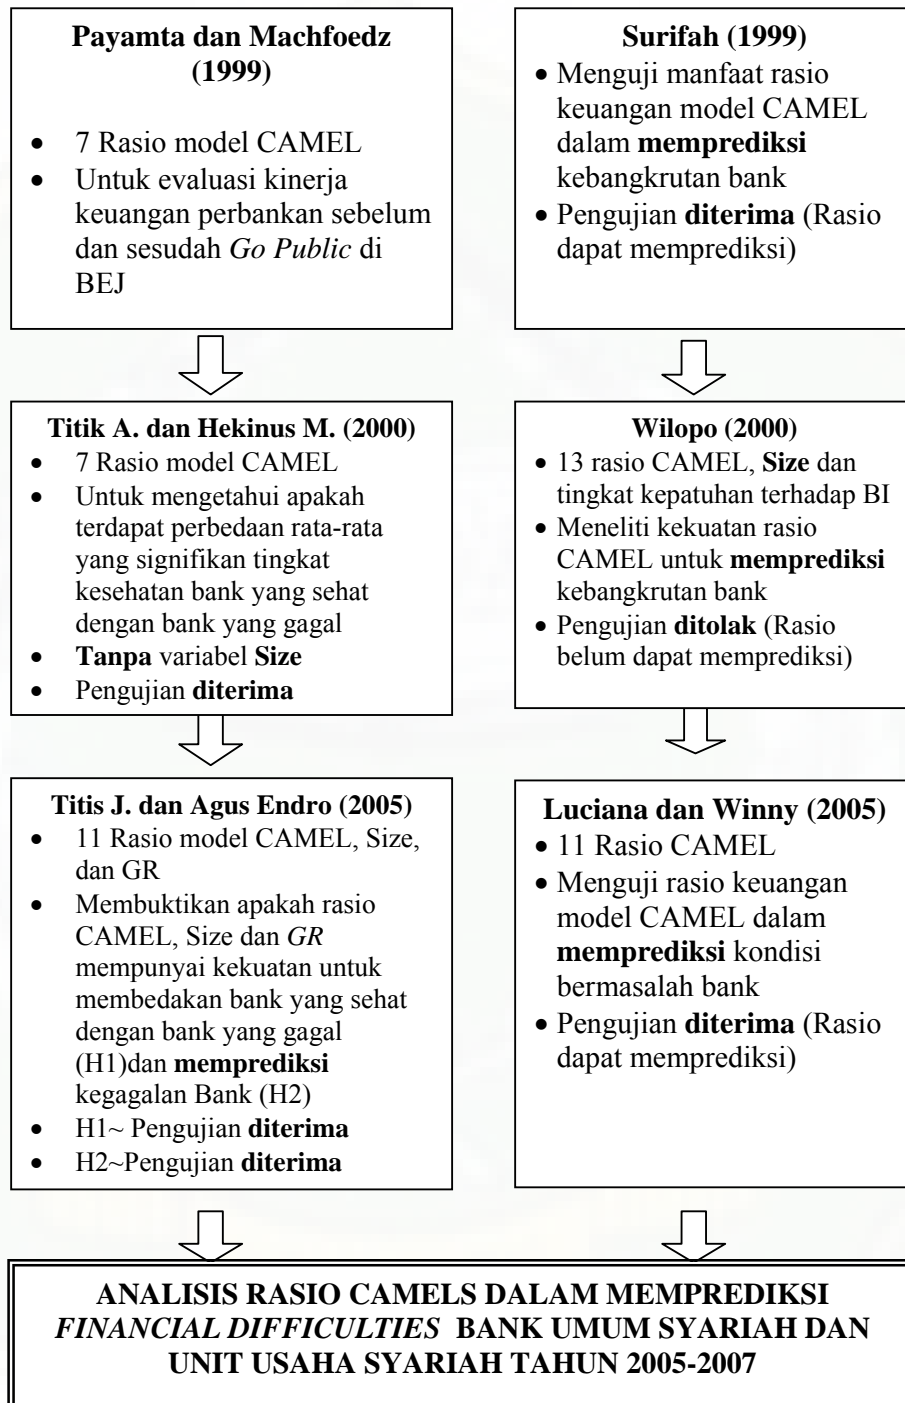 Payamta dan Machfoedz
(1999)
• 7 Rasio model CAMEL
• Untuk evaluasi kinerja
keuangan perbankan sebelum
dan sesudah Go Public di
BEJ
Surifah (1999)
• Menguji manfaat rasio
keuangan model CAMEL
dalam memprediksi
kebangkrutan bank
• Pengujian diterima (Rasio
dapat memprediksi)
Titik A. dan Hekinus M. (2000)
• 7 Rasio model CAMEL
• Untuk mengetahui apakah
terdapat perbedaan rata-rata
yang signifikan tingkat
kesehatan bank yang sehat
dengan bank yang gagal
• Tanpa variabel Size
• Pengujian diterima
Wilopo (2000)
• 13 rasio CAMEL, Size dan
tingkat kepatuhan terhadap BI
• Meneliti kekuatan rasio
CAMEL untuk memprediksi
kebangkrutan bank
• Pengujian ditolak (Rasio
belum dapat memprediksi)
Titis J. dan Agus Endro (2005)
• 11 Rasio model CAMEL, Size,
dan GR
• Membuktikan apakah rasio
CAMEL, Size dan GR
mempunyai kekuatan untuk
membedakan bank yang sehat
dengan bank yang gagal
(H1)dan memprediksi
kegagalan Bank (H2)
• H1~ Pengujian diterima
• H2~Pengujian diterima
Luciana dan Winny (2005)
• 11 Rasio CAMEL
• Menguji rasio keuangan
model CAMEL dalam
memprediksi kondisi
bermasalah bank
• Pengujian diterima (Rasio
dapat memprediksi)
ANALISIS RASIO CAMELS DALAM MEMPREDIKSI
FINANCIAL DIFFICULTIES BANK UMUM SYARIAH DAN
UNIT USAHA SYARIAH TAHUN 2005-2007